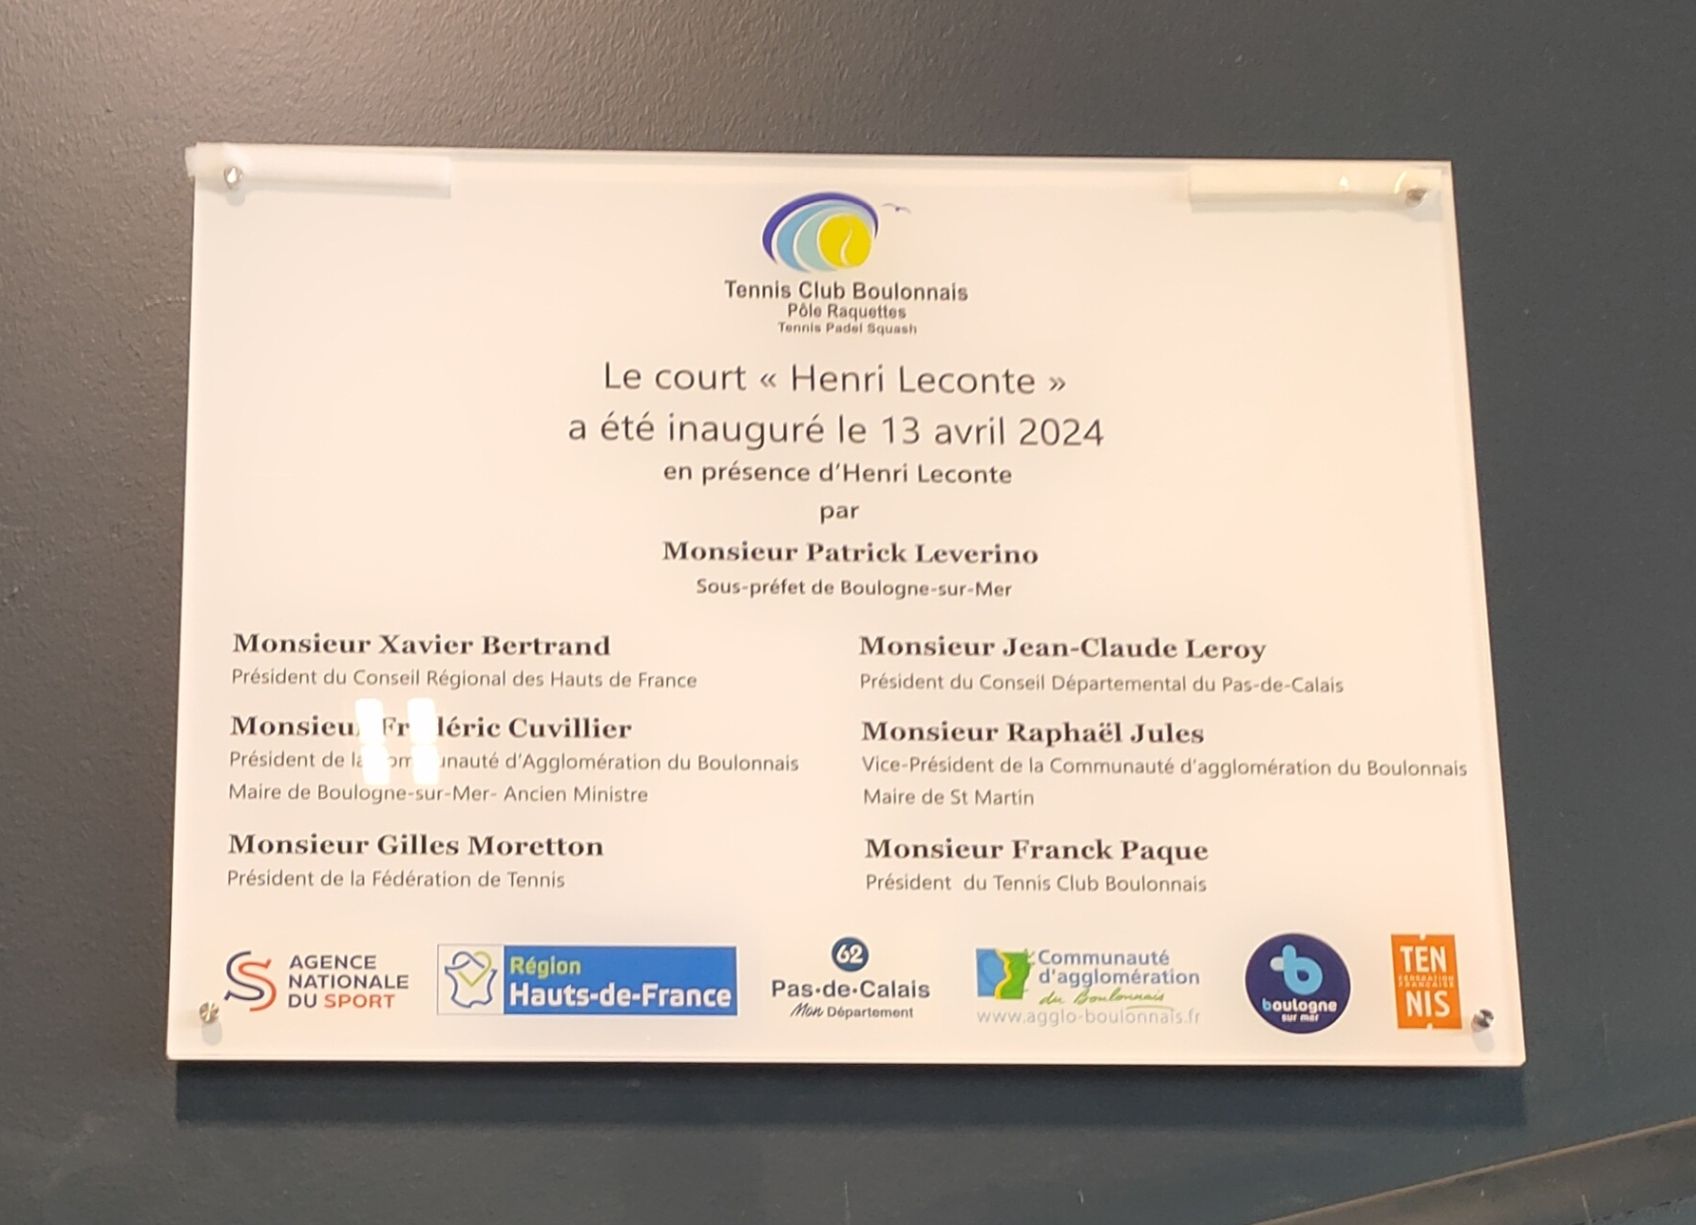 Tennis Club Boulonnais
Pôle Raquettes
Tennis Padel Squash
Le court « Henri Leconte »
a été inauguré le 13 avril 2024
en présence d'Henri Leconte
par
Monsieur Patrick Leverino
Sous-préfet de Boulogne-sur-Mer
Monsieur Xavier Bertrand
Président du Conseil Régional des Hauts de France
Monsieur Jean-Claude Leroy
Président du Conseil Départemental du Pas-de-Calais
Monsieur Frédéric Cuvillier
Président de la Communauté d'Agglomération du Boulonnais
Maire de Boulogne-sur-Mer- Ancien Ministre
Monsieur Raphaël Jules
Vice-Président de la Communauté d'agglomération du Boulonnais
Maire de St Martin
Monsieur Gilles Moretton
Président de la Fédération de Tennis
Monsieur Franck Paque
Président du Tennis Club Boulonnais
AGENCE
NATIONALE
DU SPORT
Région
Hauts-de-France
62
Pas-de-Calais
Mon Département
Communauté
d'agglomération
du Boulonnais
www.agglo-boulonnais.fr
b
boulogne
sur mer
TEN
FEDERATION
FRANCAISE
NIS